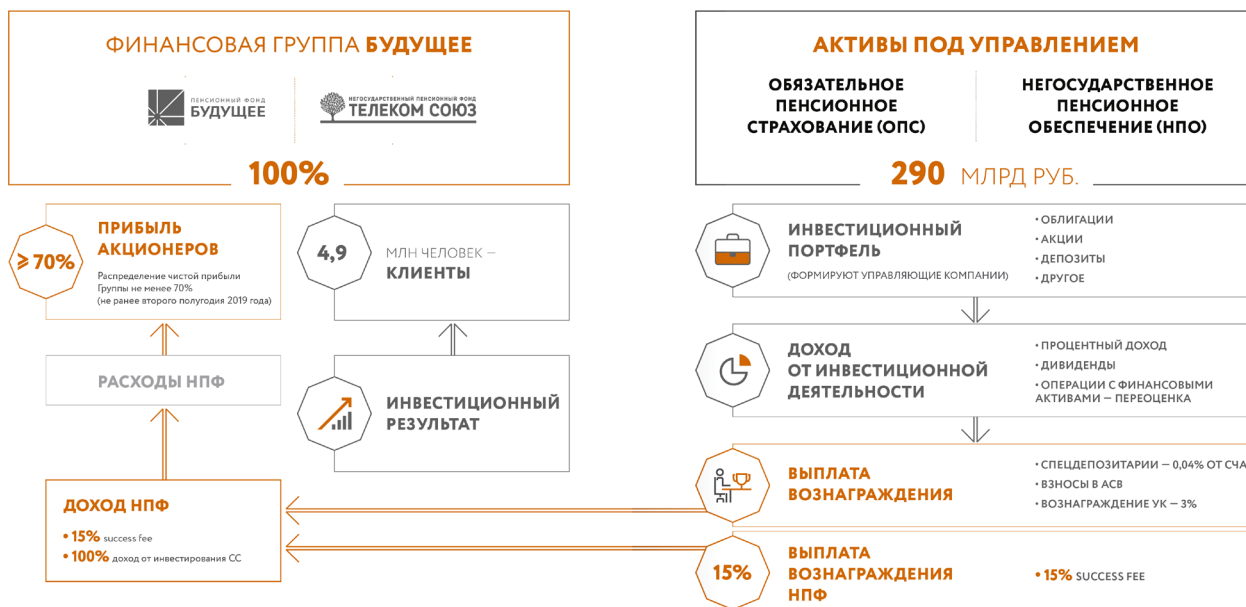 ФИНАНСОВАЯ ГРУППА БУДУЩЕЕ
ПЕНСИОННЫЙ ФОНД
БУДУЩЕЕ
НЕГОСУДАРСТВЕННЫЙ ПЕНСИОННЫЙ ФОНД
ТЕЛЕКОМ СОЮЗ
100%
≥ 70%
ПРИБЫЛЬ
АКЦИОНЕРОВ
Распределение чистой прибыли
Группы не менее 70%
(не ранее второго полугодия 2019 года)
4,9
МЛН ЧЕЛОВЕК —
КЛИЕНТЫ
РАСХОДЫ НПФ
ИНВЕСТИЦИОННЫЙ
РЕЗУЛЬТАТ
ДОХОД НПФ
• 15% success fee
• 100% доход от инвестирования СС
АКТИВЫ ПОД УПРАВЛЕНИЕМ
ОБЯЗАТЕЛЬНОЕ
ПЕНСИОННОЕ
СТРАХОВАНИЕ (ОПС)
НЕГОСУДАРСТВЕННОЕ
ПЕНСИОННОЕ
ОБЕСПЕЧЕНИЕ (НПО)
290 МЛРД РУБ.
ИНВЕСТИЦИОННЫЙ
ПОРТФЕЛЬ
(ФОРМИРУЮТ УПРАВЛЯЮЩИЕ КОМПАНИИ)
• ОБЛИГАЦИИ
• АКЦИИ
• ДЕПОЗИТЫ
• ДРУГОЕ
ДОХОД
ОТ ИНВЕСТИЦИОННОЙ
ДЕЯТЕЛЬНОСТИ
• ПРОЦЕНТНЫЙ ДОХОД
• ДИВИДЕНДЫ
• ОПЕРАЦИИ С ФИНАНСОВЫМИ
АКТИВАМИ — ПЕРЕОЦЕНКА
ВЫПЛАТА
ВОЗНАГРАЖДЕНИЯ
• СПЕЦДЕПОЗИТАРИИ — 0,04% ОТ СЧА
• ВЗНОСЫ В АСВ
• ВОЗНАГРАЖДЕНИЕ УК — 3%
15%
ВЫПЛАТА
ВОЗНАГРАЖДЕНИЯ
НПФ
• 15% SUCCESS FEE